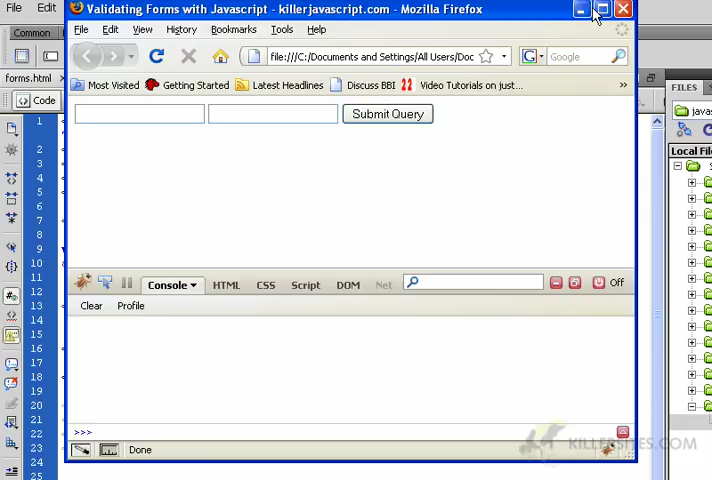 Validating Forms with Javascript - killerjavascript.com - Mozilla Firefox
File Edit View History Bookmarks Tools Help
file:///C:/Documents and Settings/All Users/Doc
Google
Most Visited Getting Started Latest Headlines Discuss BBI 22 Video Tutorials on just... »
Submit Query
Console HTML CSS Script DOM Net Off
Clear Profile
>>>
Done
File Edit
Common
forms.html
Code
1
2
3
4
5
6
7
8
9
10
11
12
13
14
15
16
17
18
19
20
21
22
23
24
25
FILES
javas
Local File
KILLERSITES.COM